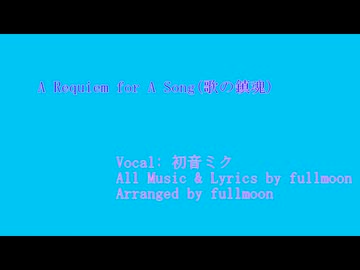 A Requiem for A Song(歌の鎮魂)
Vocal: 初音ミク
All Music & Lyrics by fullmoon
Arranged by fullmoon